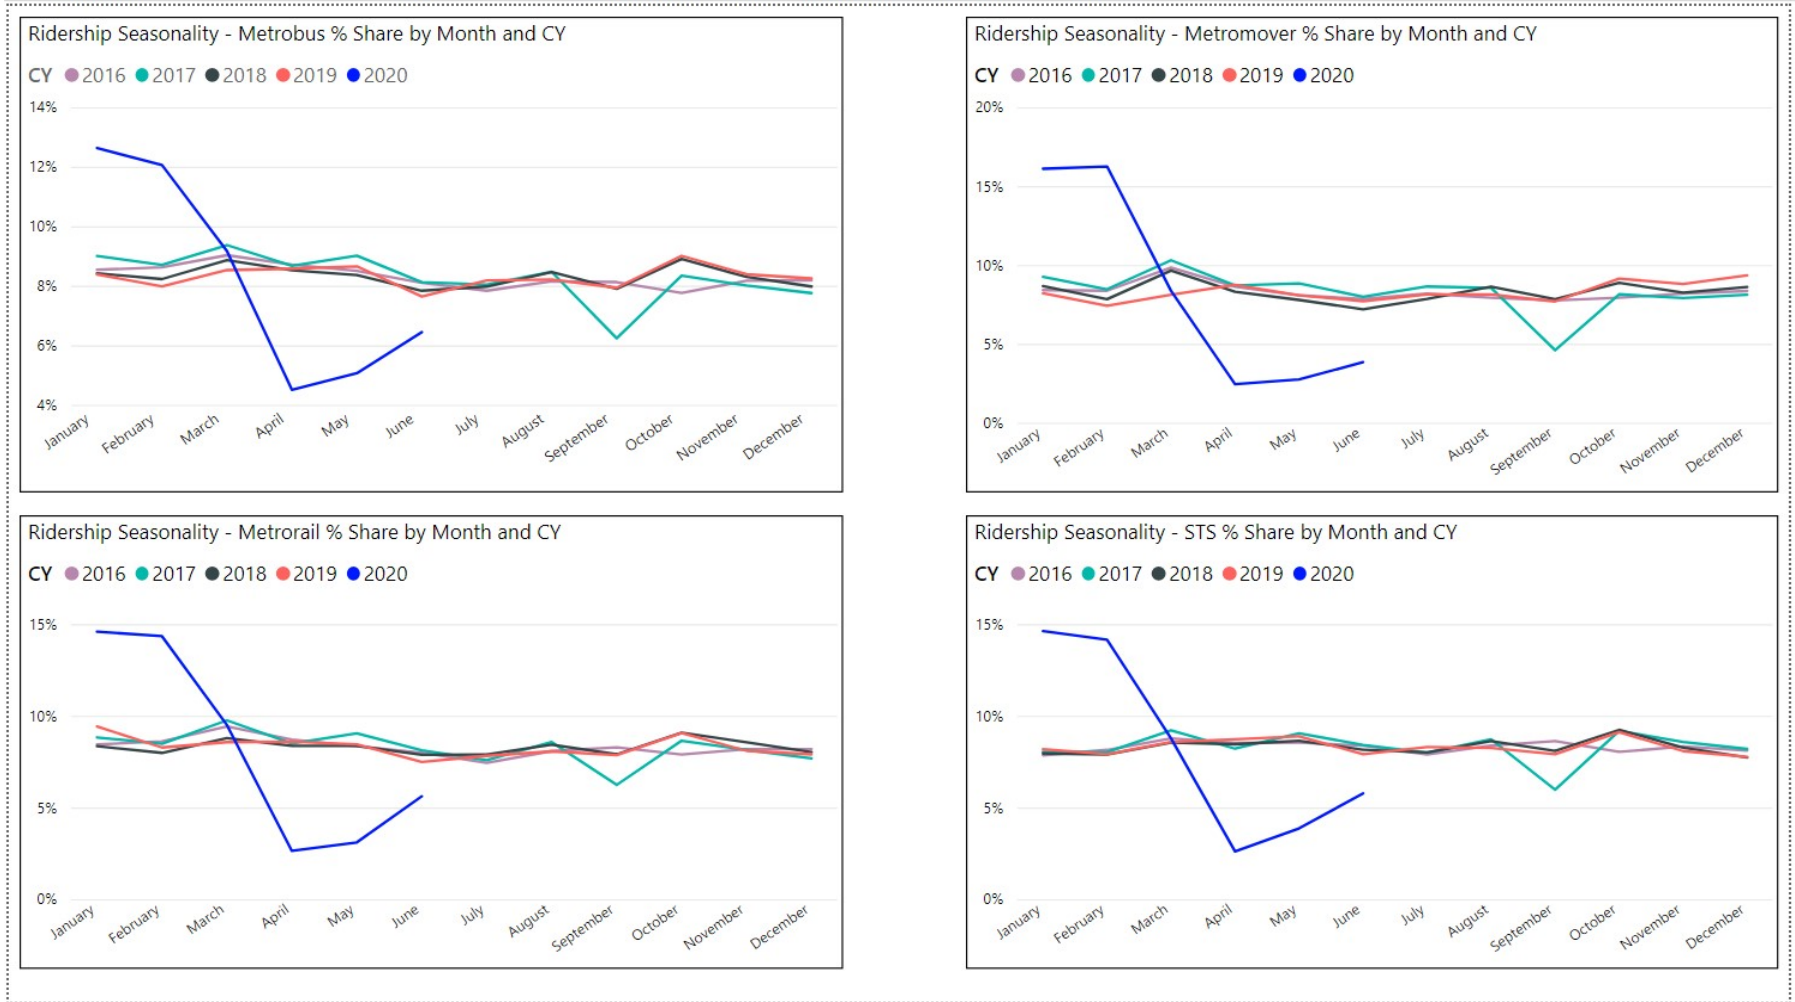 Ridership Seasonality - Metrobus % Share by Month and CY
CY 2016 2017 2018 2019 2020
14%
12%
10%
8%
6%
4%
January February March April May June July August September October November December
Ridership Seasonality - Metromover % Share by Month and CY
CY 2016 2017 2018 2019 2020
20%
15%
10%
5%
0%
January February March April May June July August September October November December
Ridership Seasonality - Metrorail % Share by Month and CY
CY 2016 2017 2018 2019 2020
15%
10%
5%
0%
January February March April May June July August September October November December
Ridership Seasonality - STS % Share by Month and CY
CY 2016 2017 2018 2019 2020
15%
10%
5%
0%
January February March April May June July August September October November December